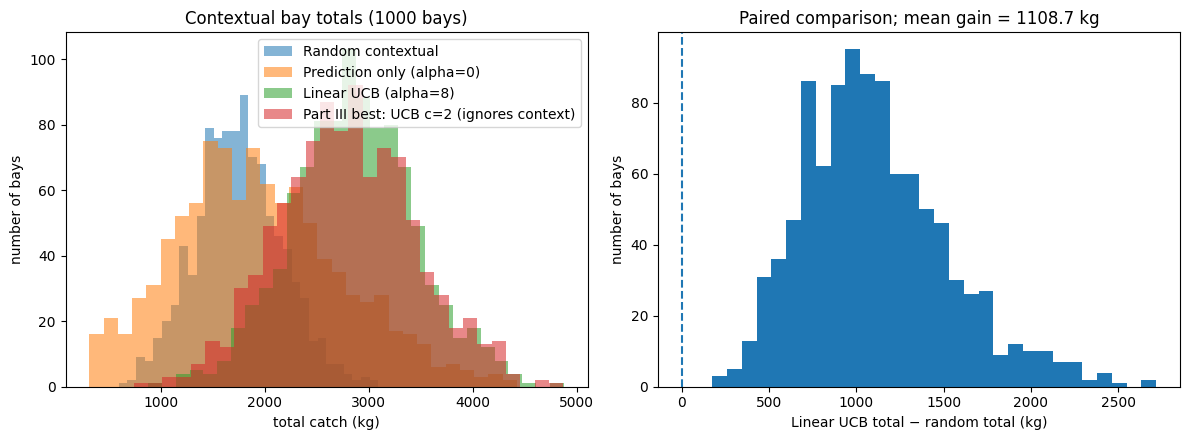 Contextual bay totals (1000 bays)
number of bays
100
80
60
40
20
0
Random contextual
Prediction only (alpha=0)
Linear UCB (alpha=8)
Part III best: UCB c=2 (ignores context)
1000
2000
3000
4000
5000
total catch (kg)
Paired comparison; mean gain = 1108.7 kg
number of bays
80
60
40
20
0
0
500
1000
1500
2000
2500
Linear UCB total − random total (kg)